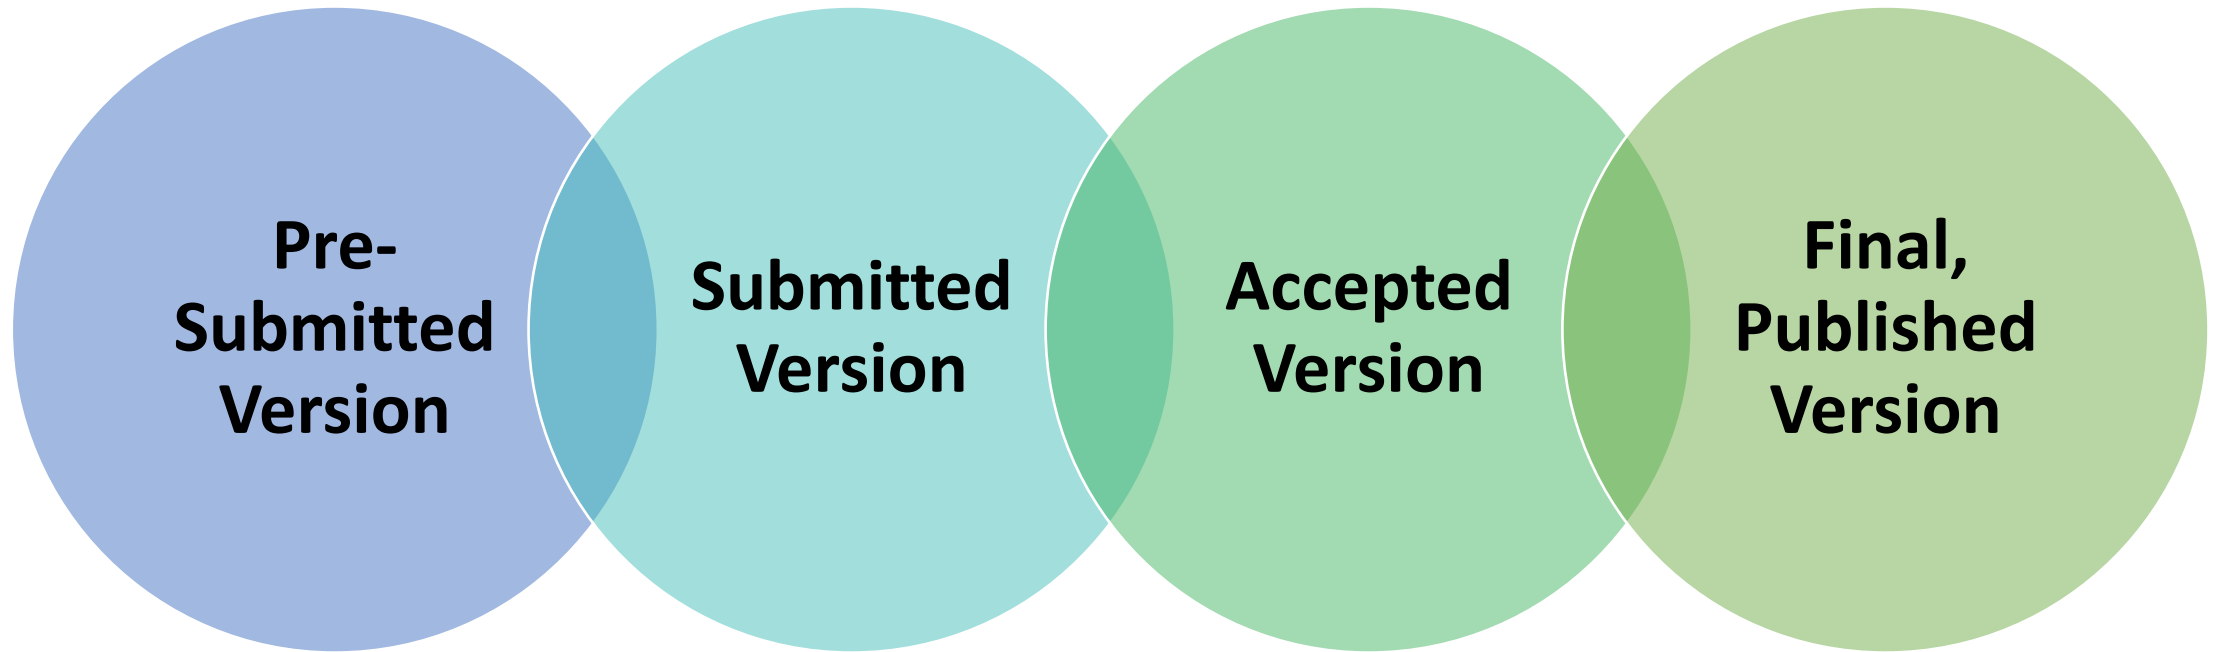 Pre-
Submitted
Version
Submitted
Version
Accepted
Version
Final,
Published
Version